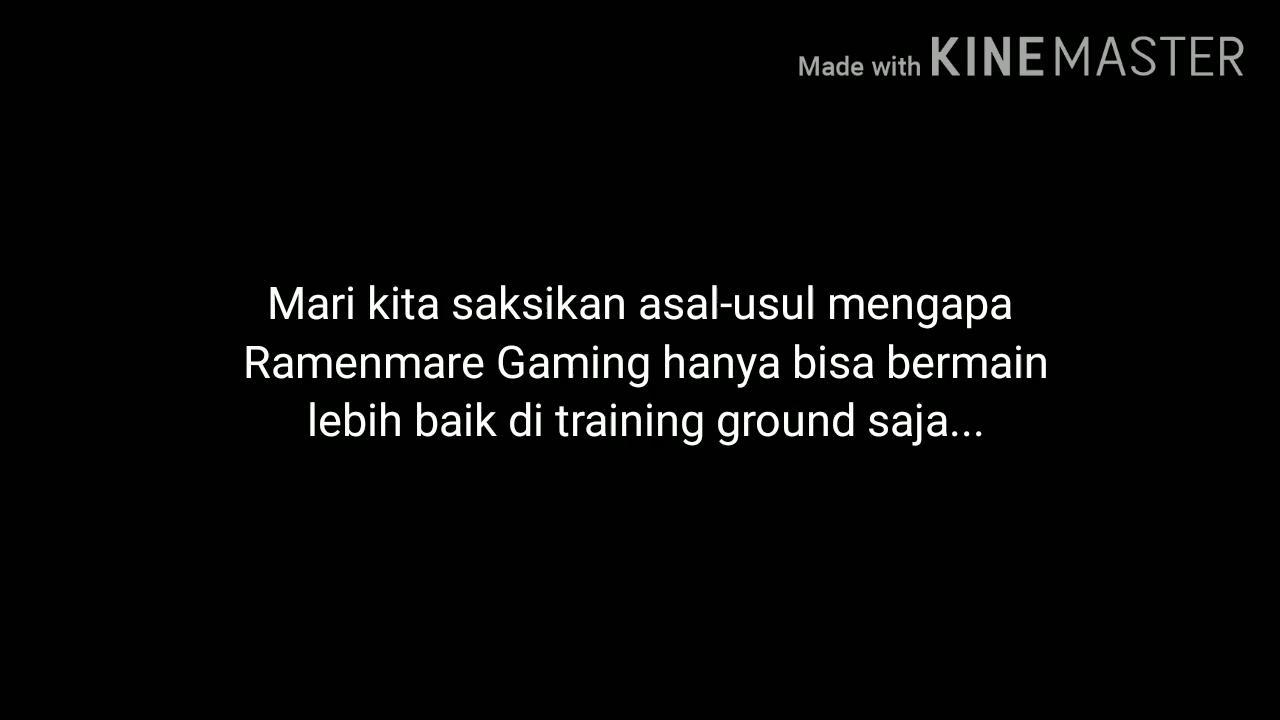 Made with KINEMASTER
Mari kita saksikan asal-usul mengapa
Ramenmare Gaming hanya bisa bermain
lebih baik di training ground saja...